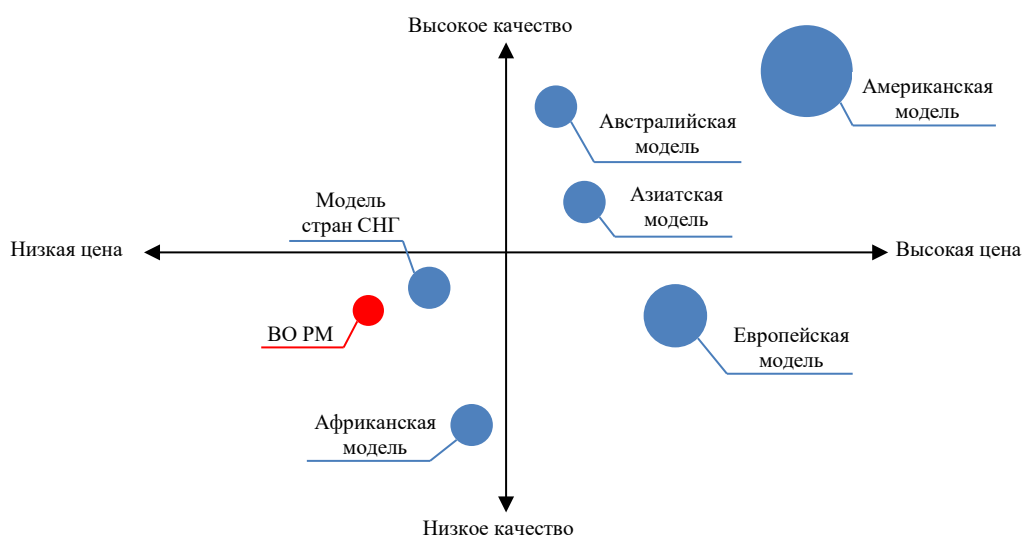 Высокое качество
Американская
модель
Австралийская
модель
Модель
стран СНГ
Азиатская
модель
Низкая цена
Высокая цена
ВО РМ
Европейская
модель
Африканская
модель
Низкое качество